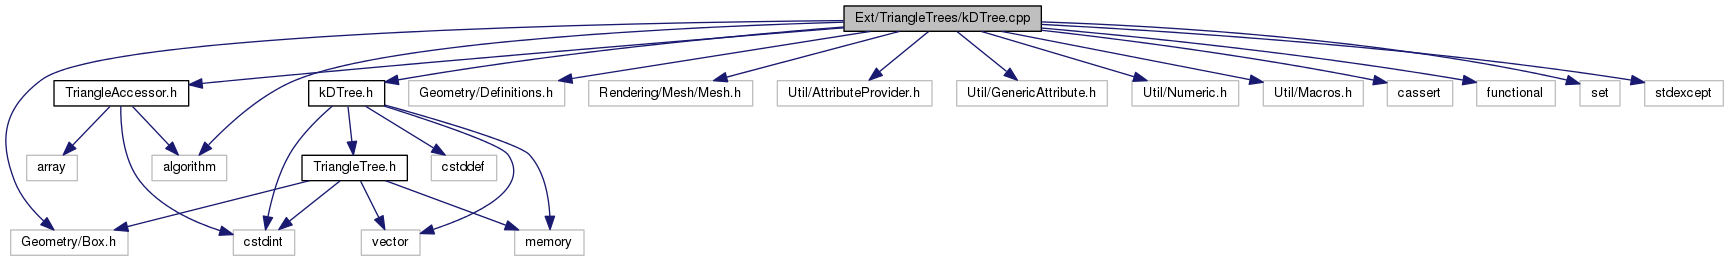 Ext/TriangleTrees/kDTree.cpp
TriangleAccessor.h
kDTree.h
Geometry/Definitions.h
Rendering/Mesh/Mesh.h
Util/AttributeProvider.h
Util/GenericAttribute.h
Util/Numeric.h
Util/Macros.h
cassert
functional
set
stdexcept
array
algorithm
TriangleTree.h
cstddef
Geometry/Box.h
cstdint
vector
memory